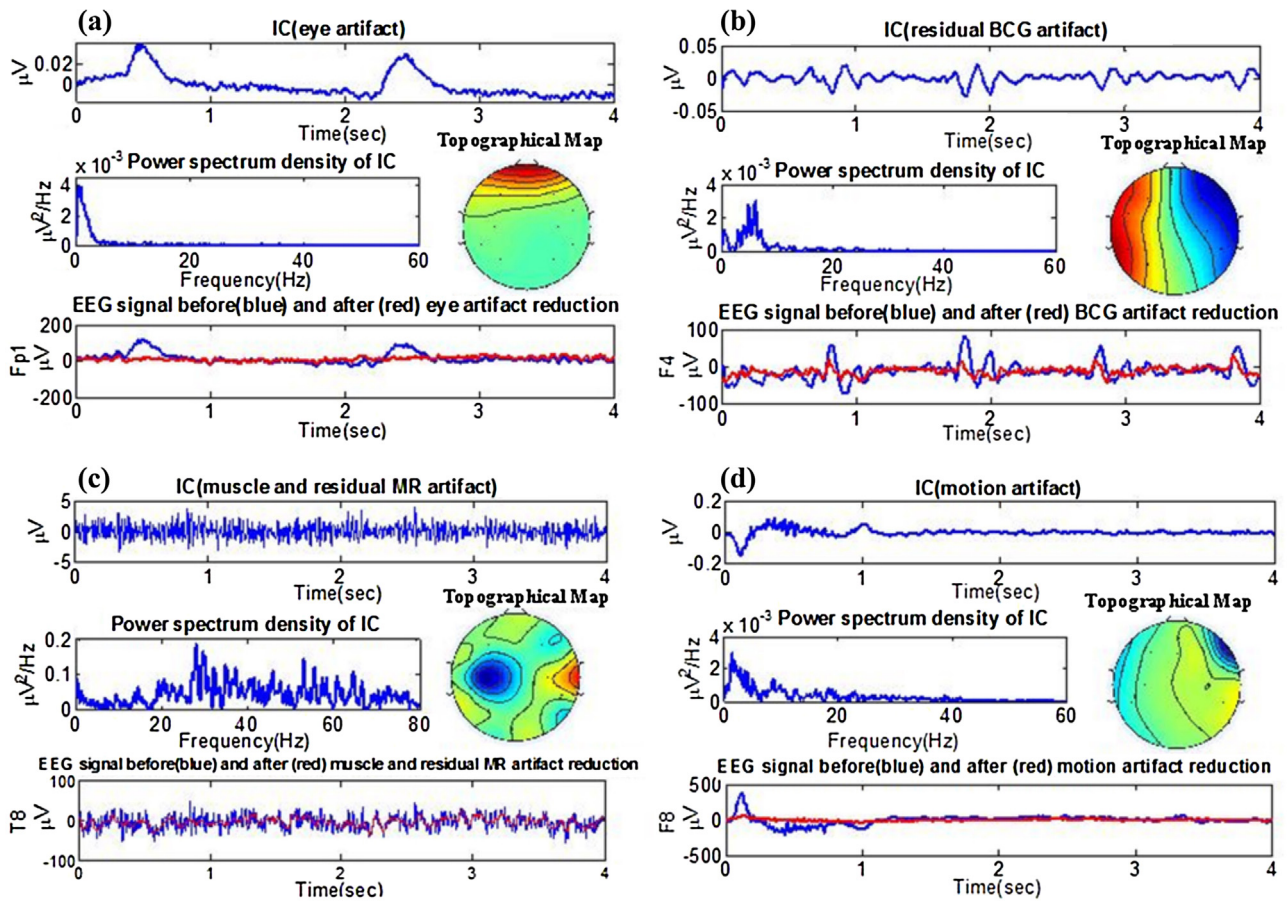 (a)
IC(eye artifact)
μV
0.02
0
0 1 2 3 4
Time(sec)
x 10⁻³ Power spectrum density of IC
Topographical Map
μV²/Hz
4
2
0
0 20 40 60
Frequency(Hz)
EEG signal before(blue) and after (red) eye artifact reduction
Fp1
μV
200
0
-200
0 1 2 3 4
Time(sec)
(b)
IC(residual BCG artifact)
μV
0.05
0
-0.05
0 1 2 3 4
Time(sec)
x 10⁻³ Power spectrum density of IC
Topographical Map
μV²/Hz
4
2
0
0 20 40 60
Frequency(Hz)
EEG signal before(blue) and after (red) BCG artifact reduction
F4
μV
100
0
-100
0 1 2 3 4
Time(sec)
(c)
IC(muscle and residual MR artifact)
μV
5
0
-5
0 1 2 3 4
Time(sec)
Power spectrum density of IC
Topographical Map
μV²/Hz
0.2
0.1
0
0 20 40 60 80
Frequency(Hz)
EEG signal before(blue) and after (red) muscle and residual MR artifact reduction
T8
μV
100
0
-100
0 1 2 3 4
Time(sec)
(d)
IC(motion artifact)
μV
0.2
0
-0.2
0 1 2 3 4
Time(sec)
x 10⁻³ Power spectrum density of IC
Topographical Map
μV²/Hz
4
2
0
0 20 40 60
Frequency(Hz)
EEG signal before(blue) and after (red) motion artifact reduction
F8
μV
500
0
-500
0 1 2 3 4
Time(sec)